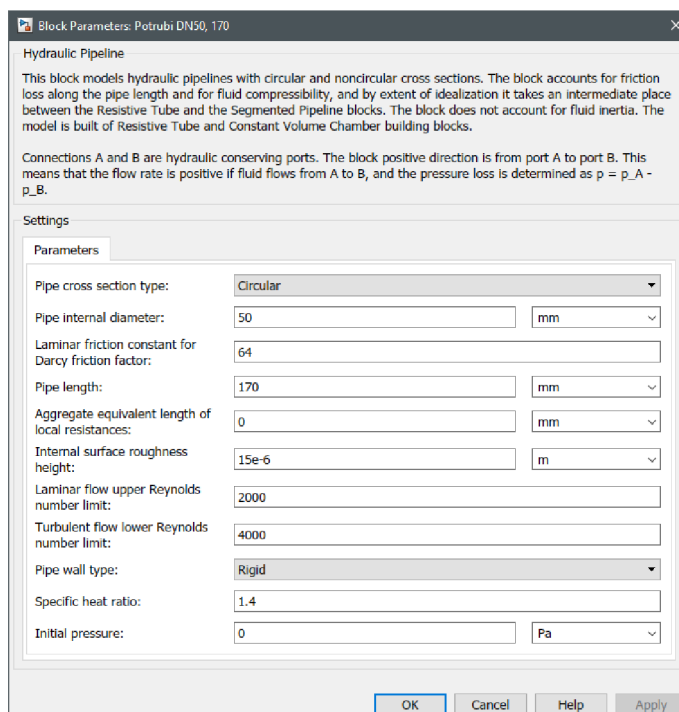 Block Parameters: Potrubi DN50, 170
Hydraulic Pipeline
This block models hydraulic pipelines with circular and noncircular cross sections. The block accounts for friction
loss along the pipe length and for fluid compressibility, and by extent of idealization it takes an intermediate place
between the Resistive Tube and the Segmented Pipeline blocks. The block does not account for fluid inertia. The
model is built of Resistive Tube and Constant Volume Chamber building blocks.
Connections A and B are hydraulic conserving ports. The block positive direction is from port A to port B. This
means that the flow rate is positive if fluid flows from A to B, and the pressure loss is determined as p = p_A -
p_B.
Settings
Parameters
Pipe cross section type: Circular
Pipe internal diameter: 50 mm
Laminar friction constant for
Darcy friction factor: 64
Pipe length: 170 mm
Aggregate equivalent length of
local resistances: 0 mm
Internal surface roughness
height: 15e-6 m
Laminar flow upper Reynolds
number limit: 2000
Turbulent flow lower Reynolds
number limit: 4000
Pipe wall type: Rigid
Specific heat ratio: 1.4
Initial pressure: 0 Pa
OK Cancel Help Apply